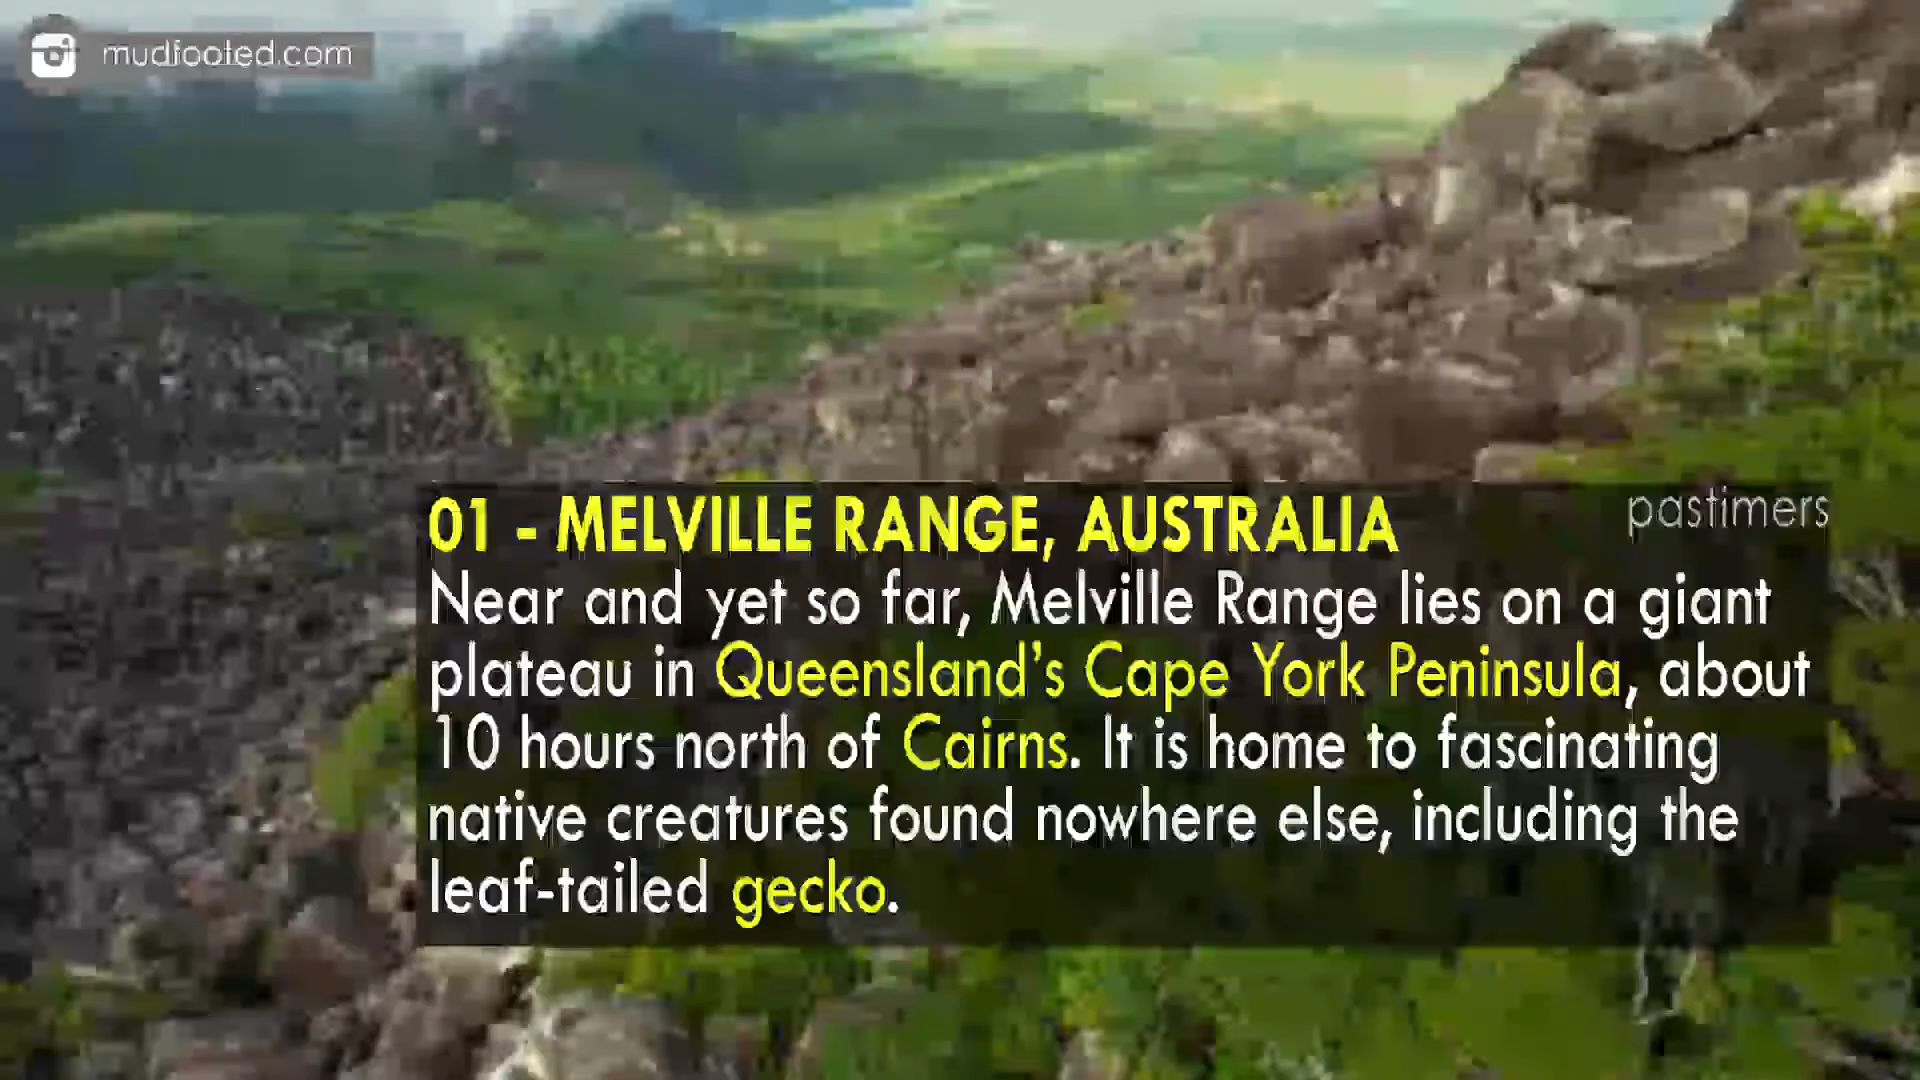 mudfooted.com
01 - MELVILLE RANGE, AUSTRALIA
pastimers
Near and yet so far, Melville Range lies on a giant
plateau in Queensland's Cape York Peninsula, about
10 hours north of Cairns. It is home to fascinating
native creatures found nowhere else, including the
leaf-tailed gecko.